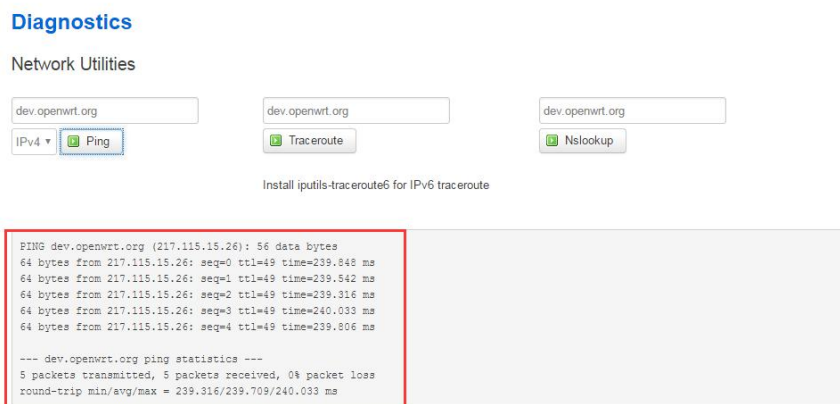 Diagnostics
Network Utilities
dev.openwrt.org
dev.openwrt.org
dev.openwrt.org
IPv4 ▾ Ping
Traceroute
Nslookup
Install iputils-traceroute6 for IPv6 traceroute
PING dev.openwrt.org (217.115.15.26): 56 data bytes
64 bytes from 217.115.15.26: seq=0 ttl=49 time=239.848 ms
64 bytes from 217.115.15.26: seq=1 ttl=49 time=239.542 ms
64 bytes from 217.115.15.26: seq=2 ttl=49 time=239.316 ms
64 bytes from 217.115.15.26: seq=3 ttl=49 time=240.033 ms
64 bytes from 217.115.15.26: seq=4 ttl=49 time=239.806 ms
--- dev.openwrt.org ping statistics ---
5 packets transmitted, 5 packets received, 0% packet loss
round-trip min/avg/max = 239.316/239.709/240.033 ms